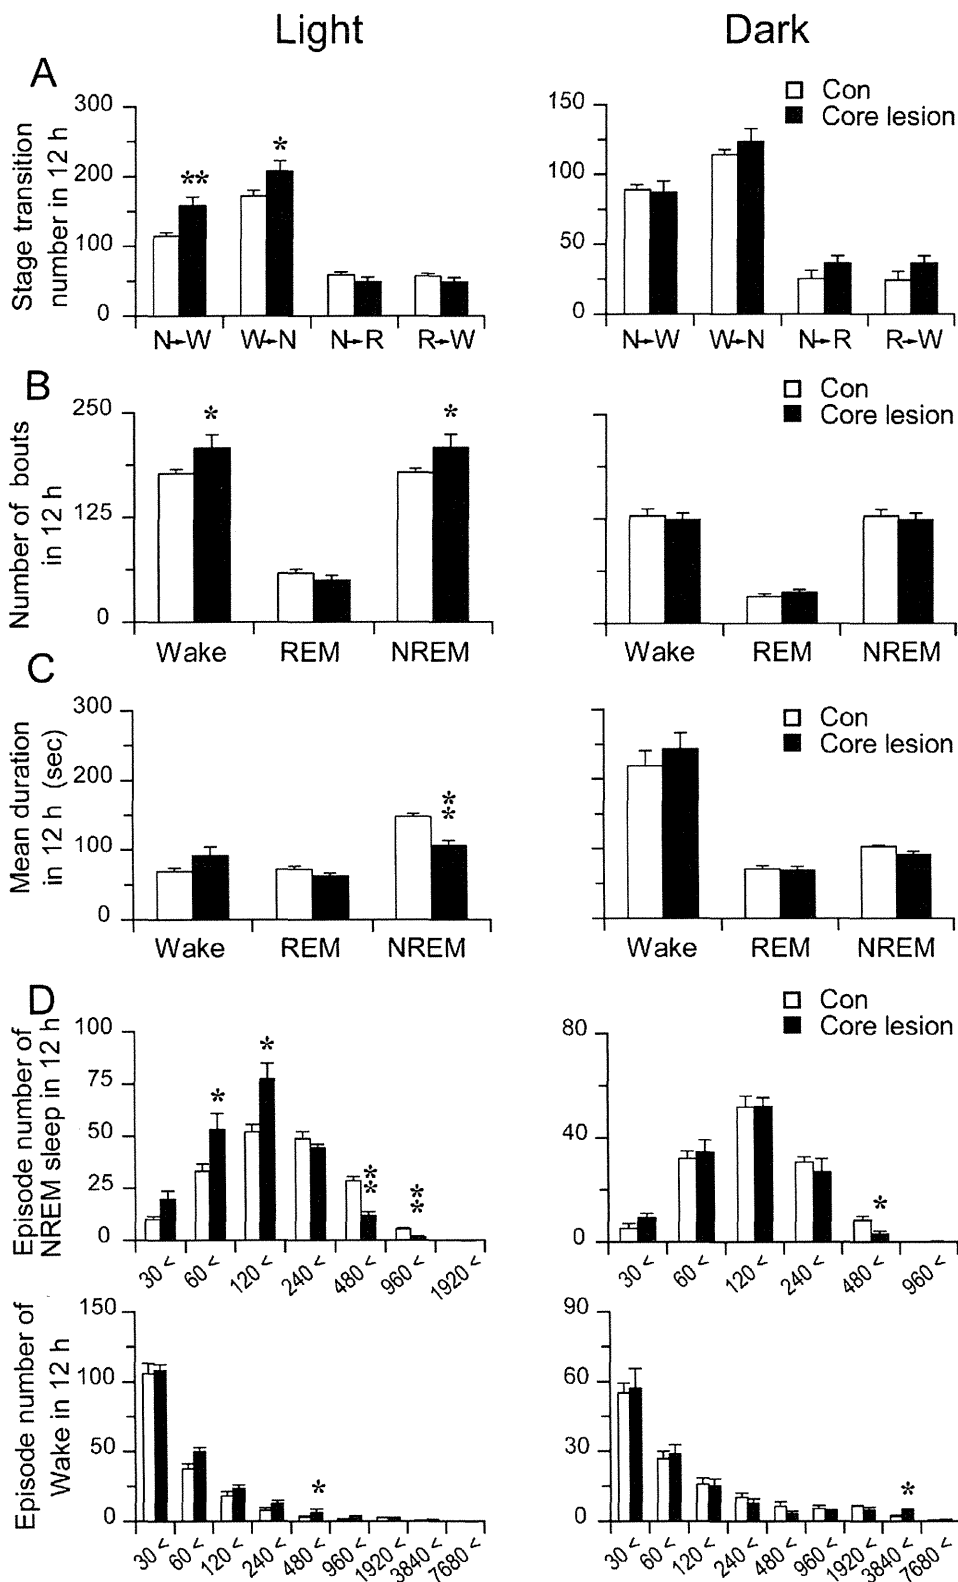 Light Dark
A
Stage transition
number in 12 h
300
200
100
0
** *
N→W W→N N→R R→W
150
100
50
0
Con
Core lesion
N→W W→N N→R R→W
B
Number of bouts
in 12 h
250
125
0
* *
Wake REM NREM
Con
Core lesion
Wake REM NREM
C
Mean duration
in 12 h (sec)
300
200
100
0
**
Wake REM NREM
Con
Core lesion
Wake REM NREM
D
Episode number of
NREM sleep in 12 h
100
75
50
25
0
* * ** **
30 < 60 < 120 < 240 < 480 < 960 < 1920 <
80
40
0
Con
Core lesion
*
30 < 60 < 120 < 240 < 480 < 960 <
Episode number of
Wake in 12 h
150
100
50
0
*
30 < 60 < 120 < 240 < 480 < 960 < 1920 < 3840 < 7680 <
90
60
30
0
*
30 < 60 < 120 < 240 < 480 < 960 < 1920 < 3840 < 7680 <